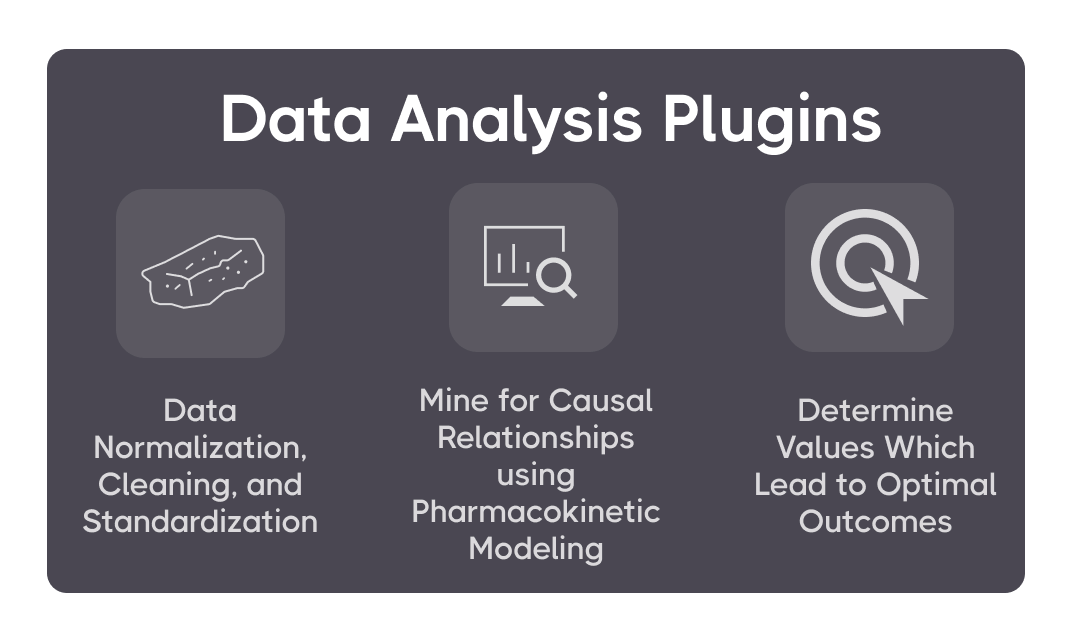 Data Analysis Plugins
Data
Normalization,
Cleaning, and
Standardization
Mine for Causal
Relationships
using
Pharmacokinetic
Modeling
Determine
Values Which
Lead to Optimal
Outcomes